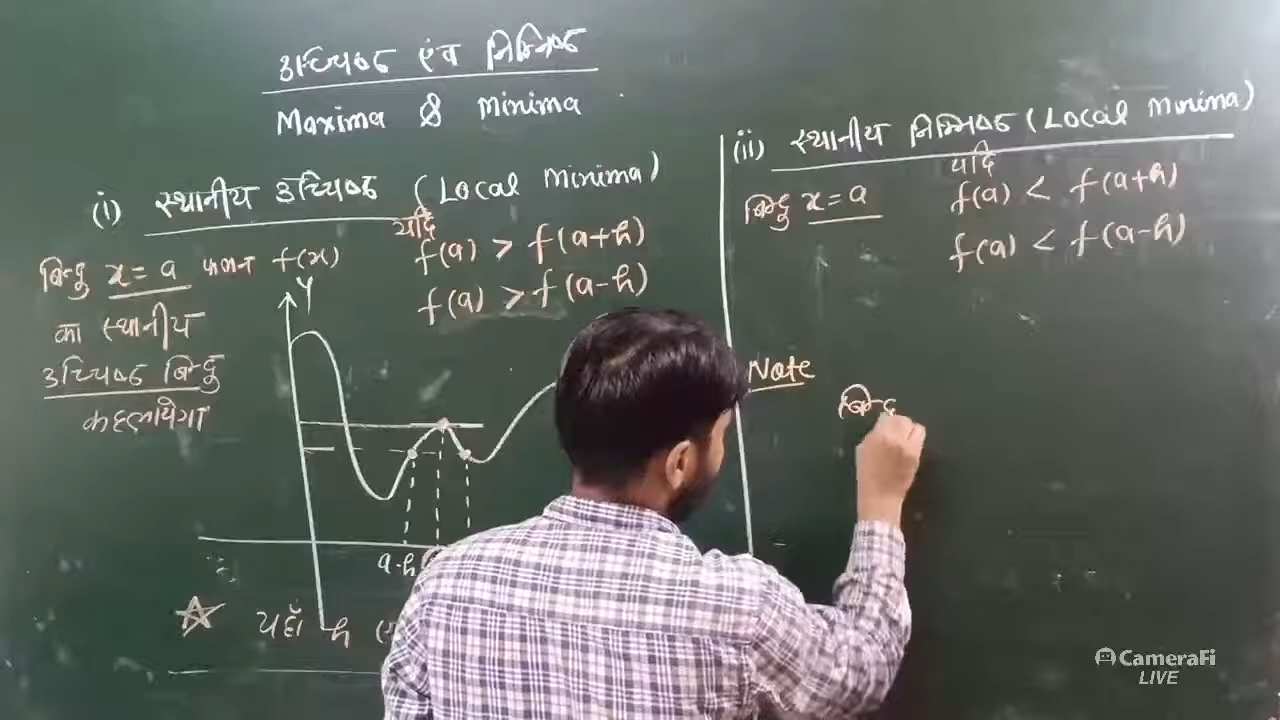 उच्चिष्ठ एवं निम्निष्ठ
Maxima & Minima
(i) स्थानीय उच्चिष्ठ (Local Minima)
यदि
बिन्दु x = a फलन f(x)
f(a) > f(a+h)
का स्थानीय
f(a) > f(a-h)
उच्चिष्ठ बिन्दु
कहलायेगा
Y
a-h
यहाँ h
(ii) स्थानीय निम्निष्ठ (Local Minima)
यदि
बिन्दु x = a
f(a) < f(a+h)
f(a) < f(a-h)
Note
बिन्दु
CameraFi
LIVE